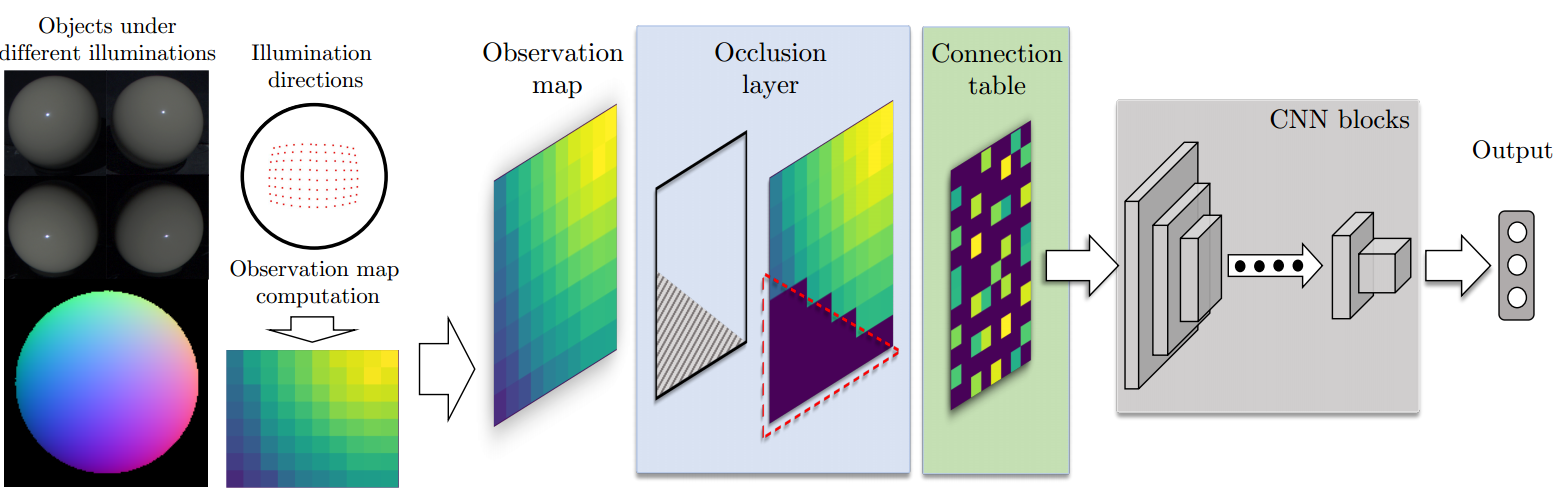 Objects under
different illuminations
Illumination
directions
Observation map
computation
Observation
map
Occlusion
layer
Connection
table
CNN blocks
Output